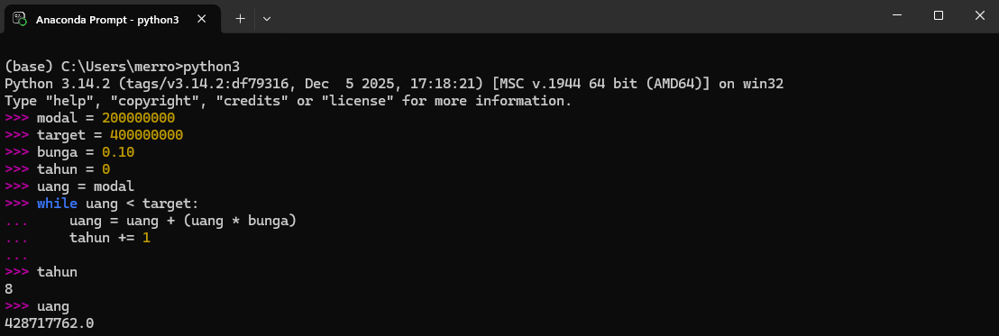 Anaconda Prompt - python3
(base) C:\Users\merro>python3
Python 3.14.2 (tags/v3.14.2:df79316, Dec  5 2025, 17:18:21) [MSC v.1944 64 bit (AMD64)] on win32
Type "help", "copyright", "credits" or "license" for more information.
>>> modal = 200000000
>>> target = 400000000
>>> bunga = 0.10
>>> tahun = 0
>>> uang = modal
>>> while uang < target:
...     uang = uang + (uang * bunga)
...     tahun += 1
...
>>> tahun
8
>>> uang
428717762.0